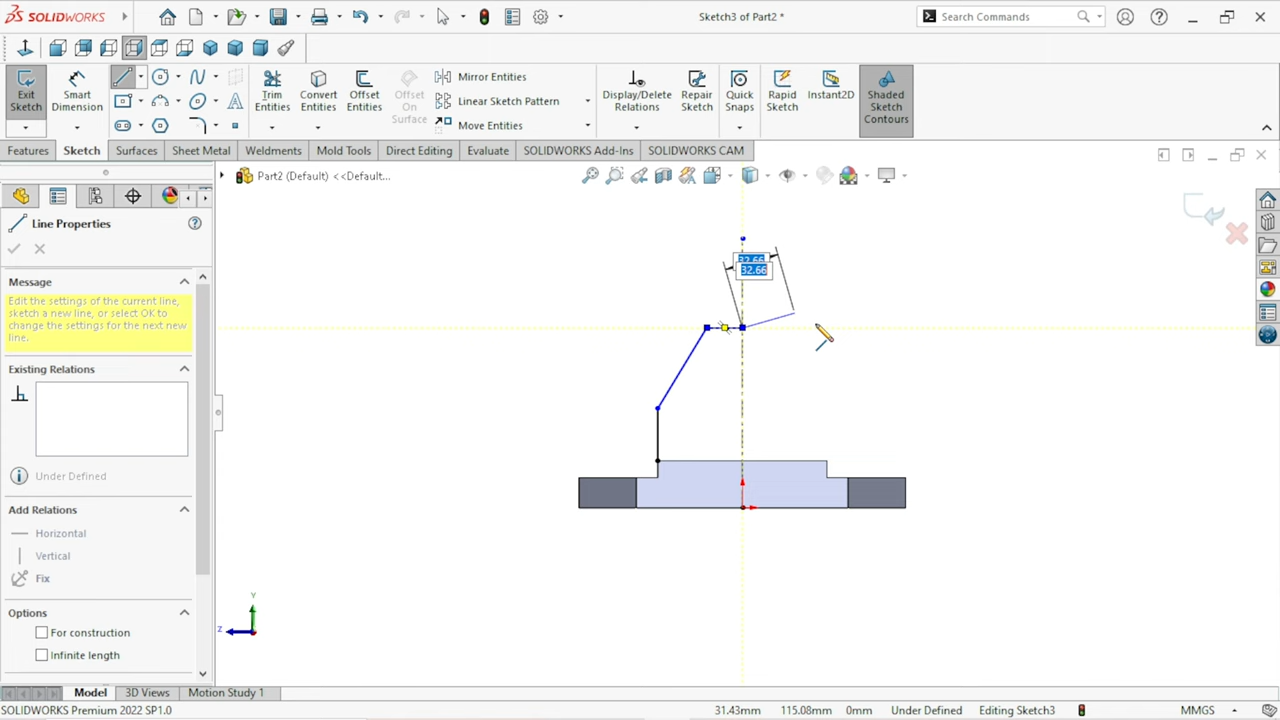 SOLIDWORKS
Sketch3 of Part2 *
Search Commands
Exit Sketch
Smart Dimension
Trim Entities
Convert Entities
Offset Entities
Offset On Surface
Mirror Entities
Linear Sketch Pattern
Move Entities
Display/Delete Relations
Repair Sketch
Quick Snaps
Rapid Sketch
Instant2D
Shaded Sketch Contours
Features
Sketch
Surfaces
Sheet Metal
Weldments
Mold Tools
Direct Editing
Evaluate
SOLIDWORKS Add-Ins
SOLIDWORKS CAM
Part2 (Default) <<Default...
Line Properties
Message
Edit the settings of the current line,
sketch a new line, or select OK to
change the settings for the next new
line.
Existing Relations
Under Defined
Add Relations
Horizontal
Vertical
Fix
Options
For construction
Infinite length
32.66
32.66
Y
Z
Model
3D Views
Motion Study 1
SOLIDWORKS Premium 2022 SP1.0
31.43mm
115.08mm
0mm
Under Defined
Editing Sketch3
MMGS